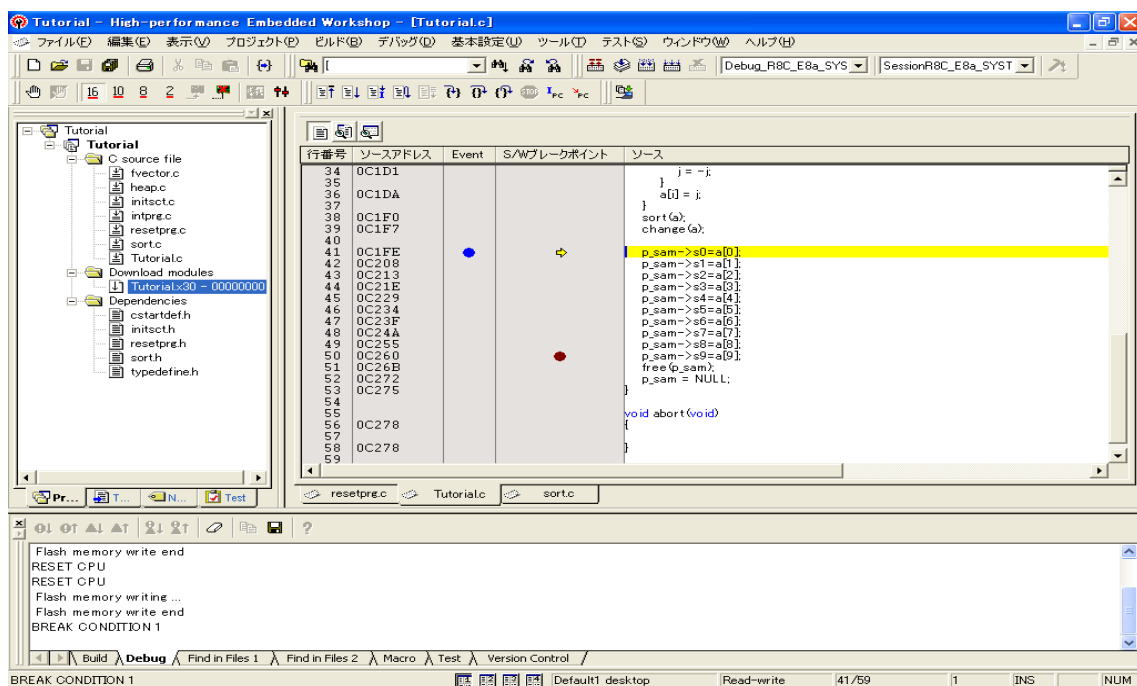 Tutorial - High-performance Embedded Workshop - [Tutorial.c]
ファイル(F) 編集(E) 表示(V) プロジェクト(P) ビルド(B) デバッグ(D) 基本設定(U) ツール(T) テスト(S) ウィンドウ(W) ヘルプ(H)
Debug_R8C_E8a_SYS SessionR8C_E8a_SYST
16 10 8 2
Tutorial
Tutorial
C source file
fvector.c
heap.c
initsct.c
intprg.c
resetprg.c
sort.c
Tutorial.c
Download modules
Tutorial.x30 - 00000000
Dependencies
cstartdef.h
initsct.h
resetprg.h
sort.h
typedefine.h
Pr... T... N... Test
行番号 ソースアドレス Event S/Wブレークポイント ソース
34 0C1D1 j = -j;
35 }
36 0C1DA a[i] = j;
37 }
38 0C1F0 sort(a);
39 0C1F7 change(a);
40
41 0C1FE p_sam->s0=a[0];
42 0C208 p_sam->s1=a[1];
43 0C213 p_sam->s2=a[2];
44 0C21E p_sam->s3=a[3];
45 0C229 p_sam->s4=a[4];
46 0C234 p_sam->s5=a[5];
47 0C23F p_sam->s6=a[6];
48 0C24A p_sam->s7=a[7];
49 0C255 p_sam->s8=a[8];
50 0C260 p_sam->s9=a[9];
51 0C26B free(p_sam);
52 0C272 p_sam = NULL;
53 0C275 }
54
55 void abort(void)
56 0C278 {
57
58 0C278 }
59
resetprg.c Tutorial.c sort.c
Flash memory write end
RESET CPU
RESET CPU
Flash memory writing ...
Flash memory write end
BREAK CONDITION 1
Build Debug Find in Files 1 Find in Files 2 Macro Test Version Control
BREAK CONDITION 1 Default1 desktop Read-write 41/59 1 INS NUM